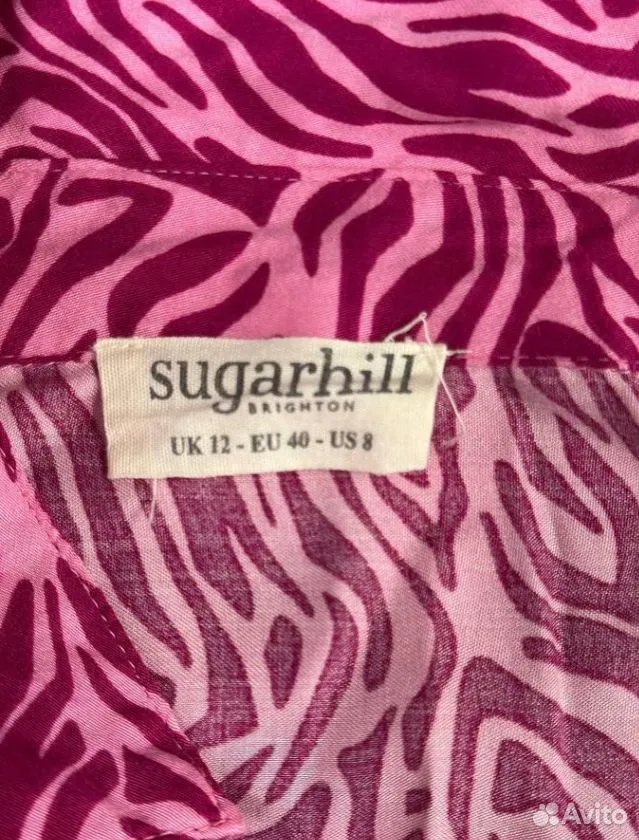 sugarhill
BRIGHTON
UK 12 - EU 40 - US 8
Avito